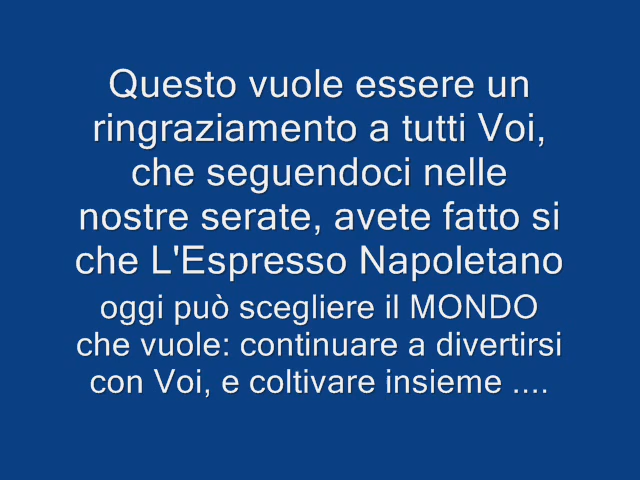 Questo vuole essere un
ringraziamento a tutti Voi,
che seguendoci nelle
nostre serate, avete fatto si
che L'Espresso Napoletano
oggi può scegliere il MONDO
che vuole: continuare a divertirsi
con Voi, e coltivare insieme ....